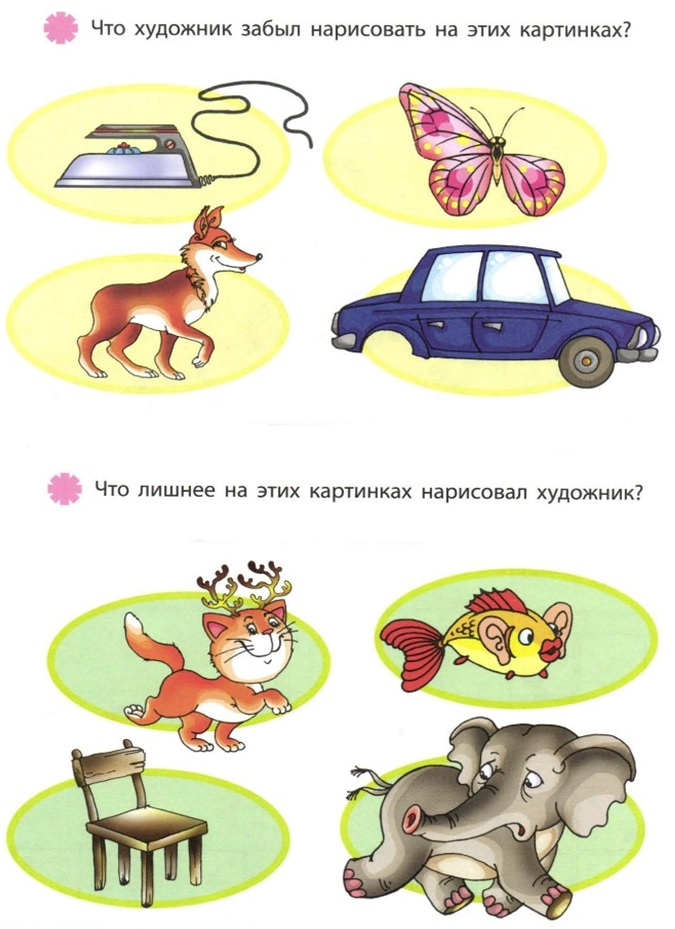 Что художник забыл нарисовать на этих картинках?
Что лишнее на этих картинках нарисовал художник?